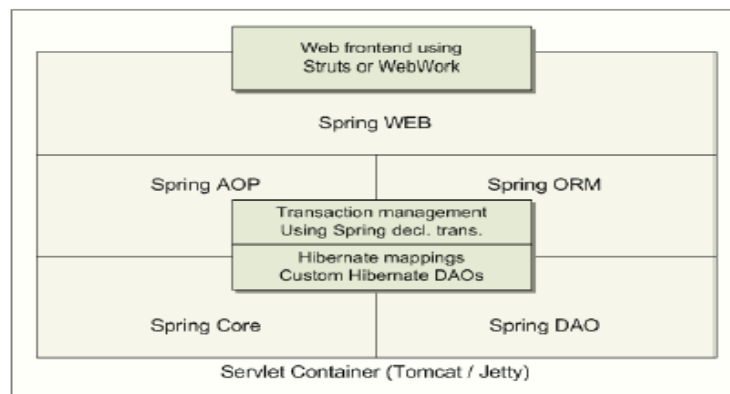 Web frontend using
Struts or WebWork
Spring WEB
Spring AOP
Spring ORM
Transaction management
Using Spring decl. trans.
Hibernate mappings
Custom Hibernate DAOs
Spring Core
Spring DAO
Servlet Container (Tomcat / Jetty)